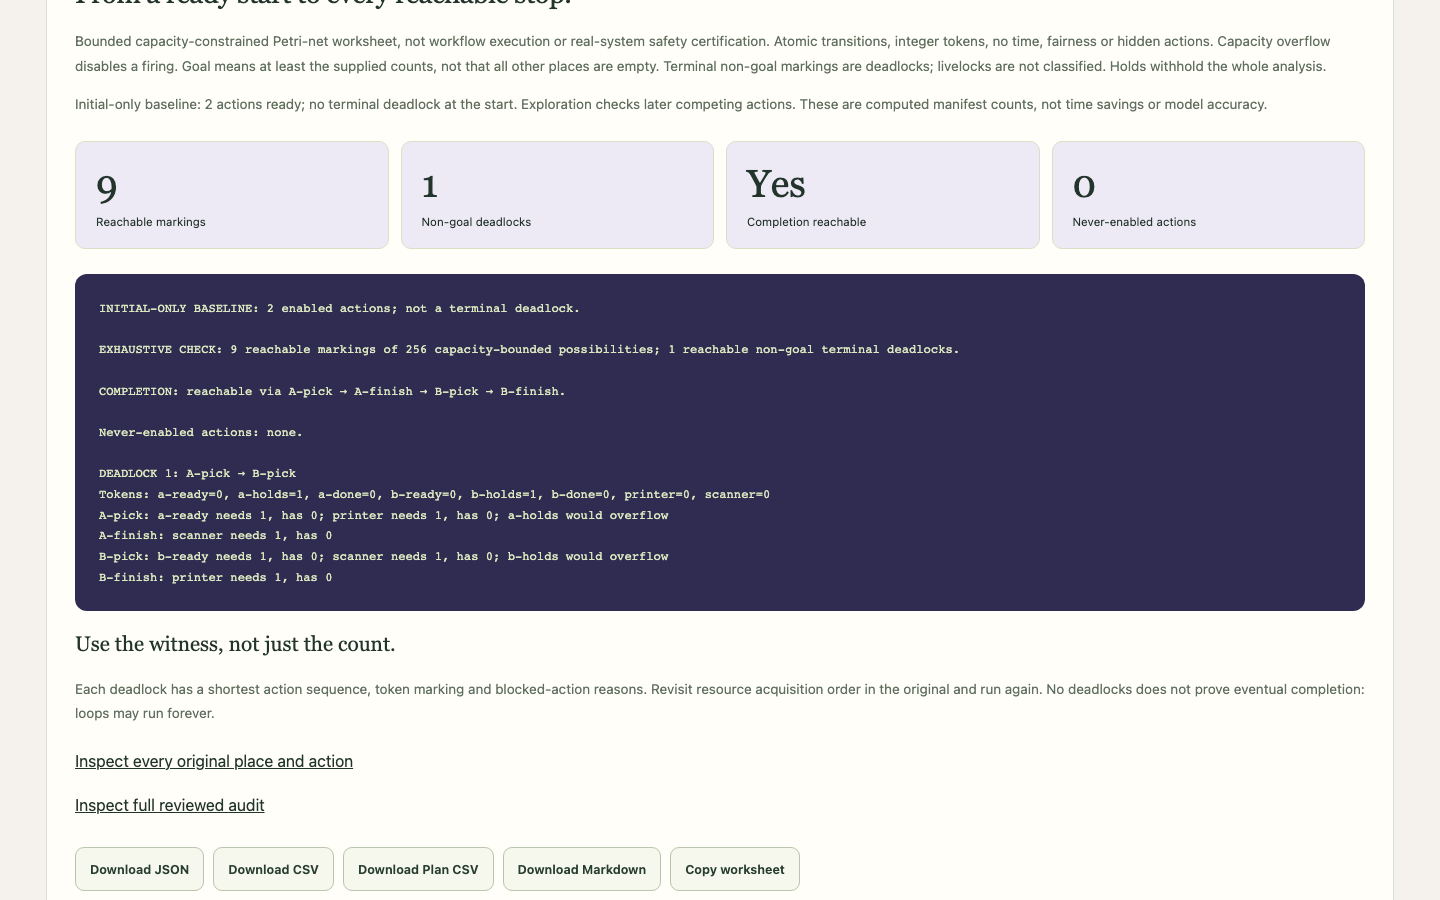 From a ready start to every reachable stop.
Bounded capacity-constrained Petri-net worksheet, not workflow execution or real-system safety certification. Atomic transitions, integer tokens, no time, fairness or hidden actions. Capacity overflow
disables a firing. Goal means at least the supplied counts, not that all other places are empty. Terminal non-goal markings are deadlocks; livelocks are not classified. Holds withhold the whole analysis.
Initial-only baseline: 2 actions ready; no terminal deadlock at the start. Exploration checks later competing actions. These are computed manifest counts, not time savings or model accuracy.
9
Reachable markings
1
Non-goal deadlocks
Yes
Completion reachable
0
Never-enabled actions
INITIAL-ONLY BASELINE: 2 enabled actions; not a terminal deadlock.
EXHAUSTIVE CHECK: 9 reachable markings of 256 capacity-bounded possibilities; 1 reachable non-goal terminal deadlocks.
COMPLETION: reachable via A-pick → A-finish → B-pick → B-finish.
Never-enabled actions: none.
DEADLOCK 1: A-pick → B-pick
Tokens: a-ready=0, a-holds=1, a-done=0, b-ready=0, b-holds=1, b-done=0, printer=0, scanner=0
A-pick: a-ready needs 1, has 0; printer needs 1, has 0; a-holds would overflow
A-finish: scanner needs 1, has 0
B-pick: b-ready needs 1, has 0; scanner needs 1, has 0; b-holds would overflow
B-finish: printer needs 1, has 0
Use the witness, not just the count.
Each deadlock has a shortest action sequence, token marking and blocked-action reasons. Revisit resource acquisition order in the original and run again. No deadlocks does not prove eventual completion:
loops may run forever.
Inspect every original place and action
Inspect full reviewed audit
Download JSON
Download CSV
Download Plan CSV
Download Markdown
Copy worksheet